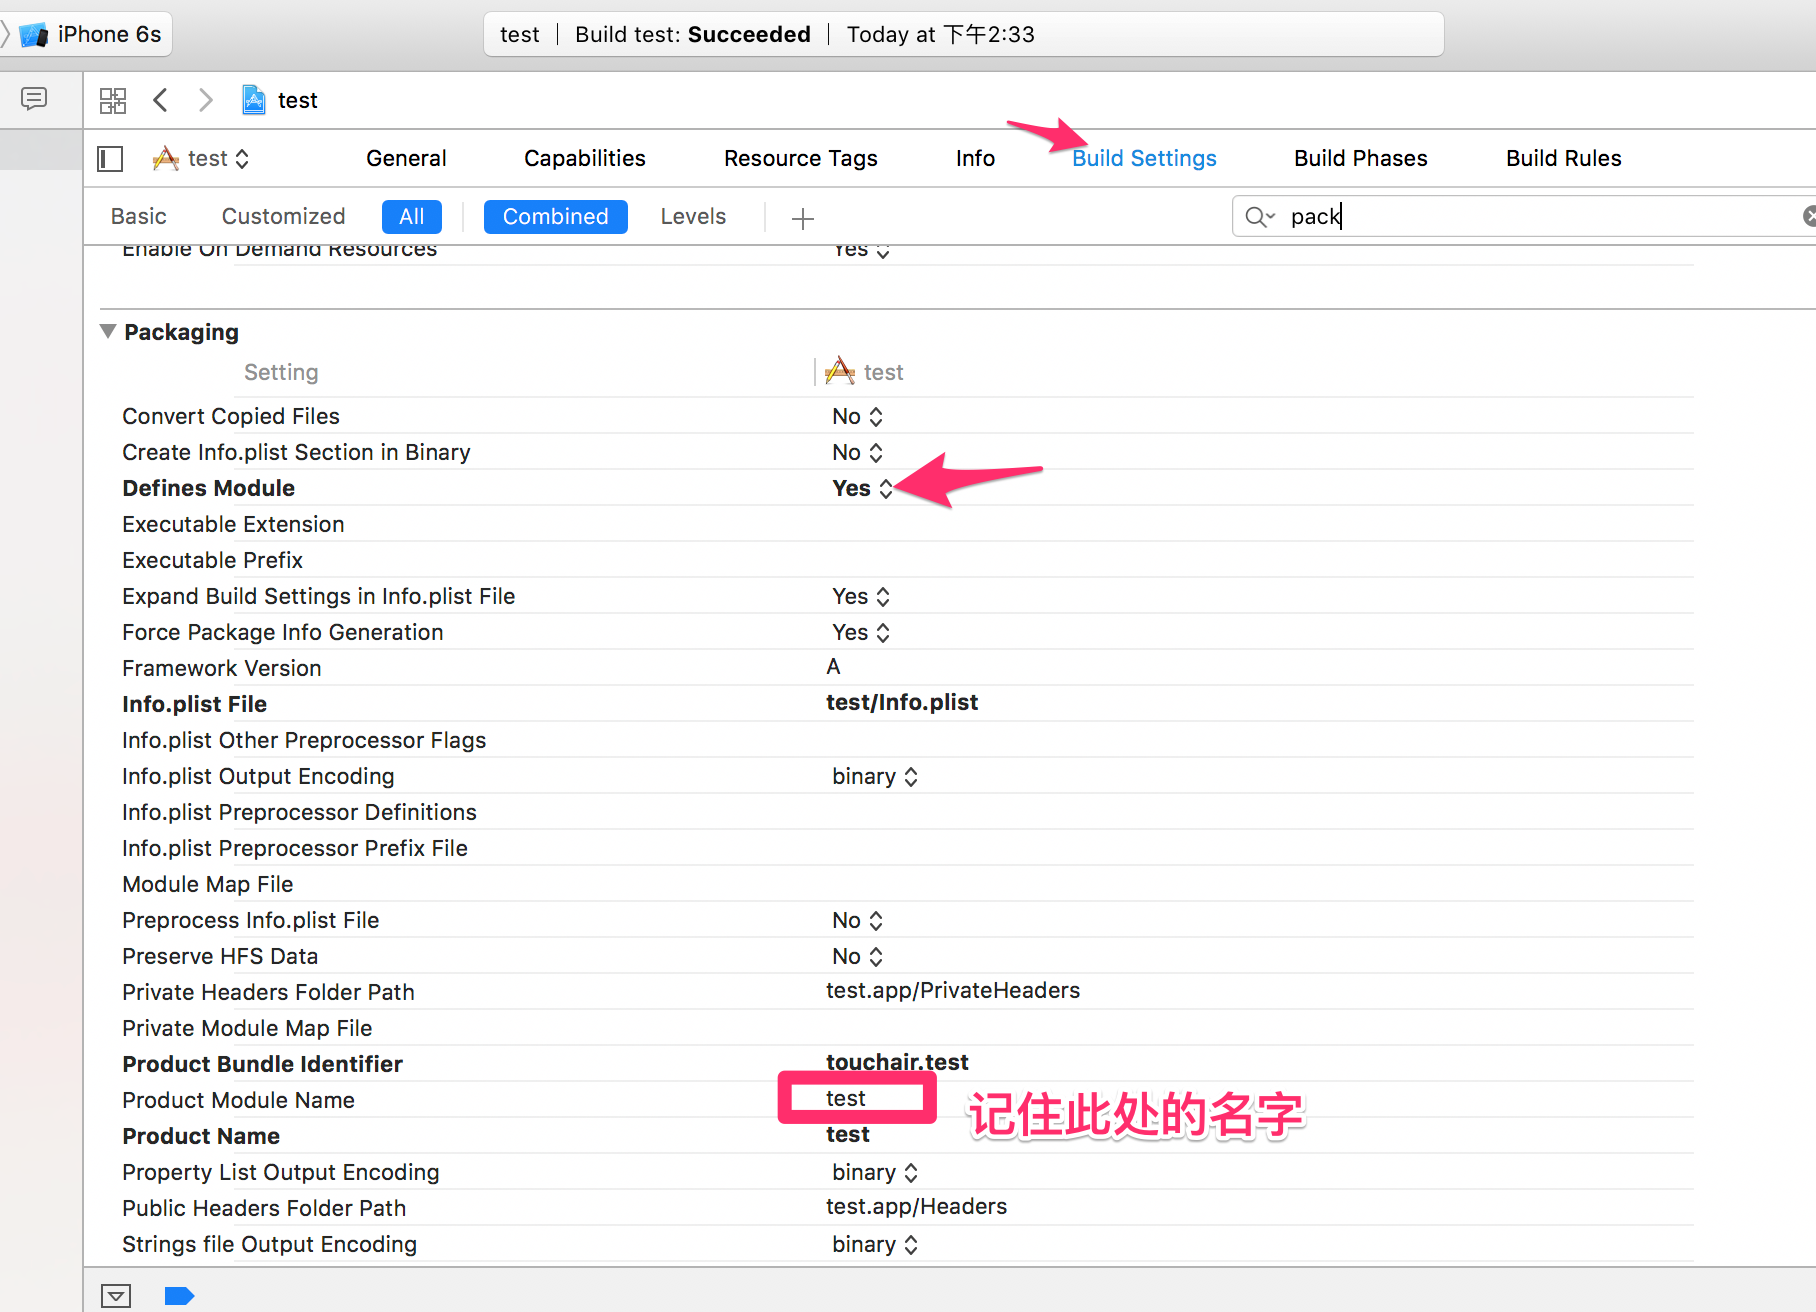 iPhone 6s
test | Build test: Succeeded | Today at 下午2:33
test
test General Capabilities Resource Tags Info Build Settings Build Phases Build Rules
Basic Customized All Combined Levels + pack
Enable On Demand Resources Yes
Packaging
Setting test
Convert Copied Files No
Create Info.plist Section in Binary No
Defines Module Yes
Executable Extension
Executable Prefix
Expand Build Settings in Info.plist File Yes
Force Package Info Generation Yes
Framework Version A
Info.plist File test/Info.plist
Info.plist Other Preprocessor Flags
Info.plist Output Encoding binary
Info.plist Preprocessor Definitions
Info.plist Preprocessor Prefix File
Module Map File
Preprocess Info.plist File No
Preserve HFS Data No
Private Headers Folder Path test.app/PrivateHeaders
Private Module Map File
Product Bundle Identifier touchair.test
Product Module Name test 记住此处的名字
Product Name test
Property List Output Encoding binary
Public Headers Folder Path test.app/Headers
Strings file Output Encoding binary